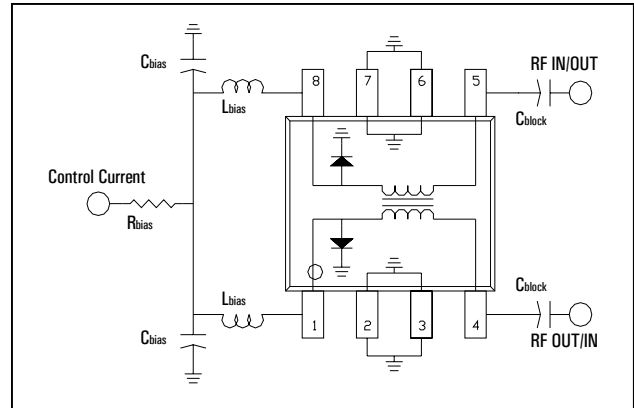 Cbias
Lbias
8
7
6
5
RF IN/OUT
Cblock
Control Current
Rbias
Lbias
1
2
3
4
Cblock
Cbias
RF OUT/IN